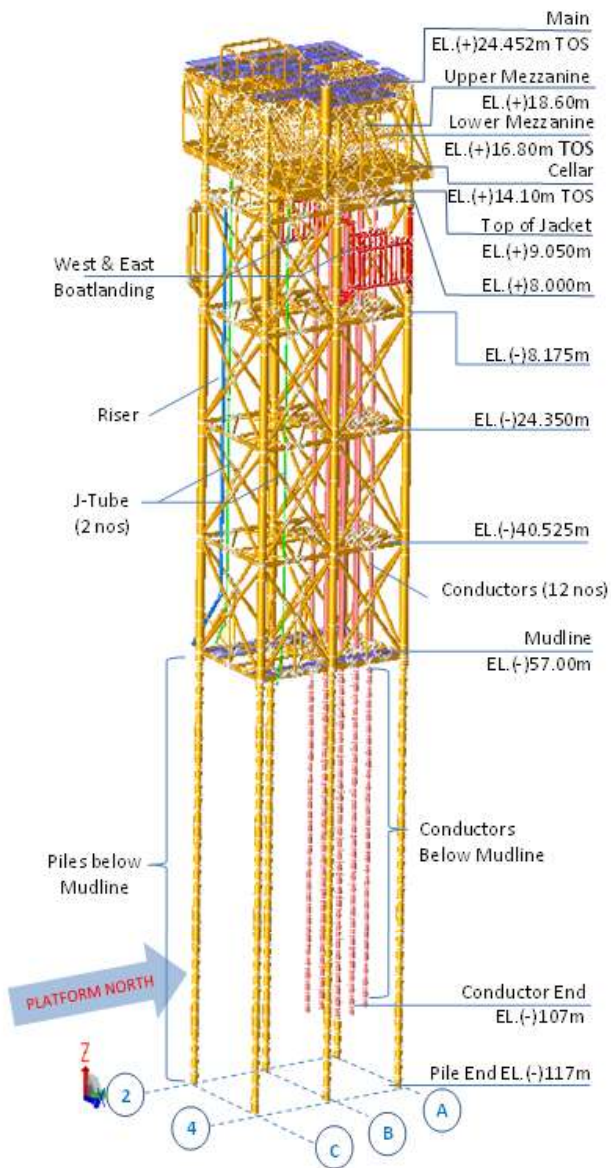 Main
EL.(+)24.452m TOS
Upper Mezzanine
EL.(+)18.60m
Lower Mezzanine
EL.(+)16.80m TOS
Cellar
EL.(+)14.10m TOS
Top of Jacket
EL.(+)9.050m
EL.(+)8.000m
West & East
Boatlanding
EL.(-)8.175m
Riser
EL.(-)24.350m
J-Tube
(2 nos)
EL.(-)40.525m
Conductors (12 nos)
Mudline
EL.(-)57.00m
Conductors
Below Mudline
Piles below
Mudline
PLATFORM NORTH
Conductor End
EL.(-)107m
Z
Pile End EL.(-)117m
2
4
A
B
C